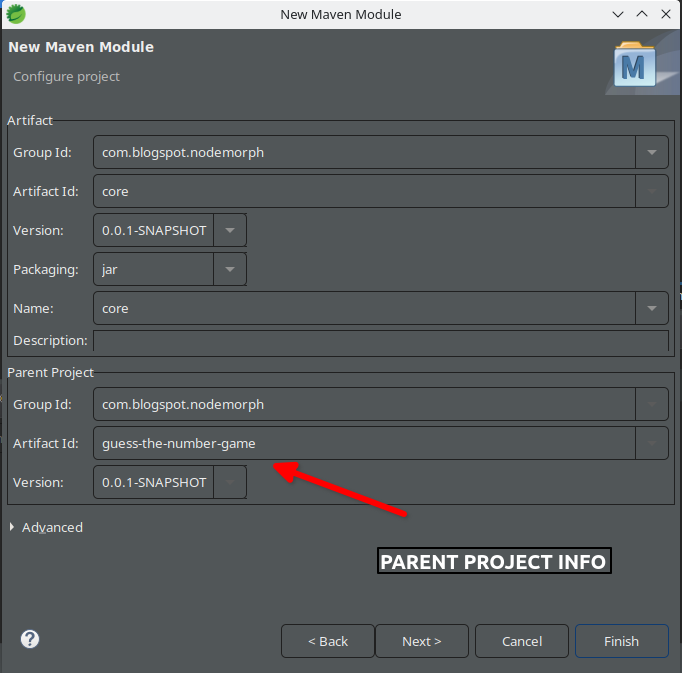 New Maven Module
New Maven Module
Configure project
M
Artifact
Group Id: com.blogspot.nodemorph
Artifact Id: core
Version: 0.0.1-SNAPSHOT
Packaging: jar
Name: core
Description:
Parent Project
Group Id: com.blogspot.nodemorph
Artifact Id: guess-the-number-game
Version: 0.0.1-SNAPSHOT
Advanced
PARENT PROJECT INFO
?
< Back Next > Cancel Finish